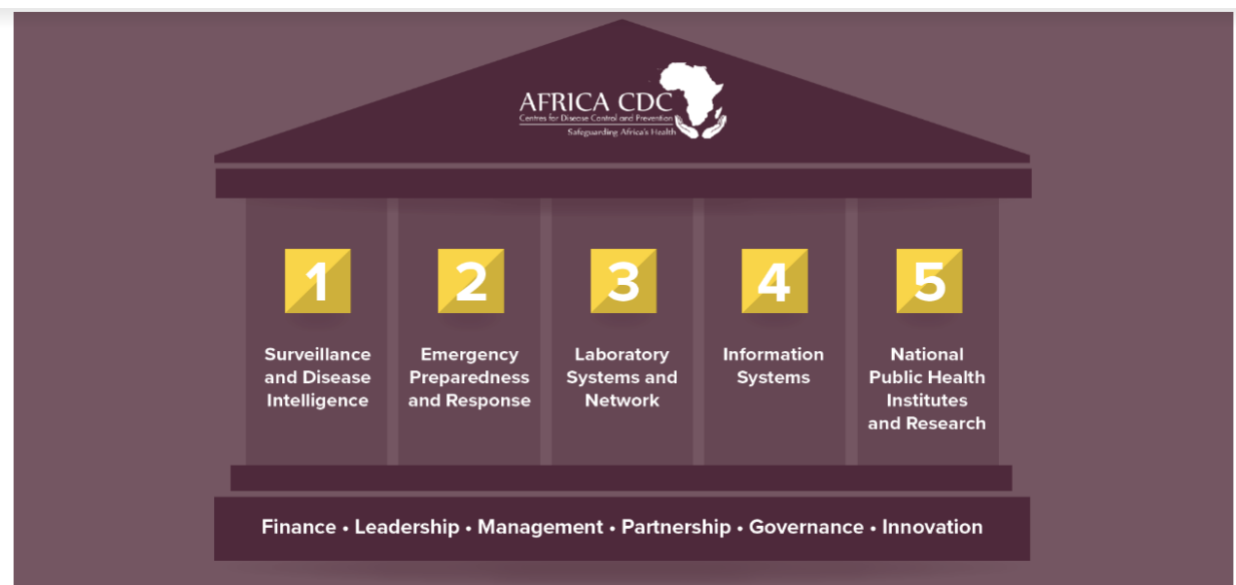 AFRICA CDC
Centres for Disease Control and Prevention
Safeguarding Africa's Health
1
Surveillance
and Disease
Intelligence
2
Emergency
Preparedness
and Response
3
Laboratory
Systems and
Network
4
Information
Systems
5
National
Public Health
Institutes
and Research
Finance • Leadership • Management • Partnership • Governance • Innovation